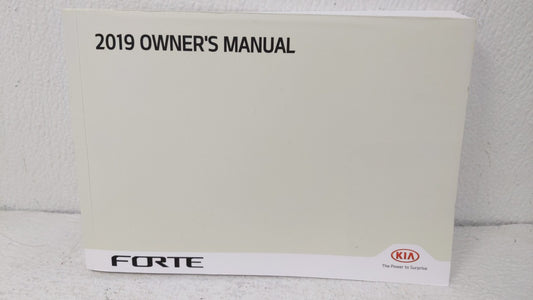 2019 OWNER'S MANUAL
FORTE
KIA
The Power to Surprise